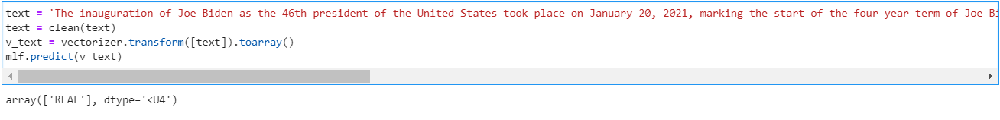 text = 'The inauguration of Joe Biden as the 46th president of the United States took place on January 20, 2021, marking the start of the four-year term of Joe Bi
text = clean(text)
v_text = vectorizer.transform([text]).toarray()
mlf.predict(v_text)
array(['REAL'], dtype='<U4')